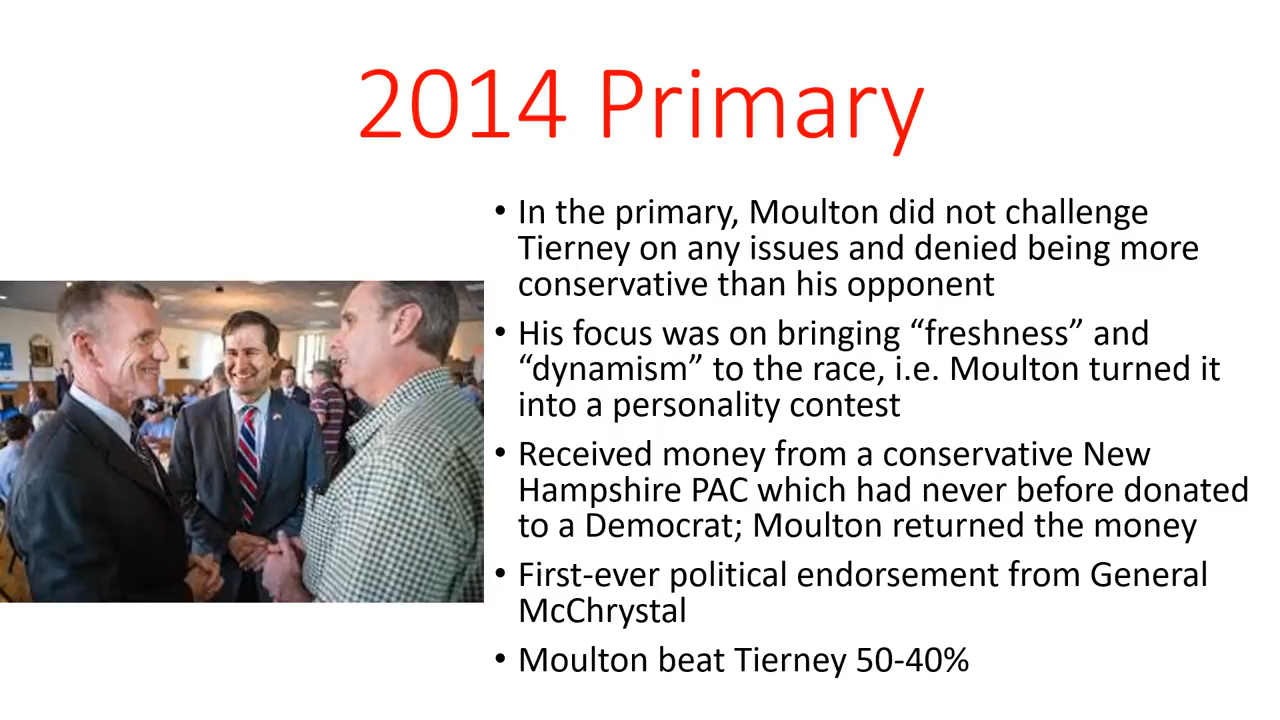 2014 Primary
• In the primary, Moulton did not challenge
Tierney on any issues and denied being more
conservative than his opponent
• His focus was on bringing “freshness” and
“dynamism” to the race, i.e. Moulton turned it
into a personality contest
• Received money from a conservative New
Hampshire PAC which had never before donated
to a Democrat; Moulton returned the money
• First-ever political endorsement from General
McChrystal
• Moulton beat Tierney 50-40%